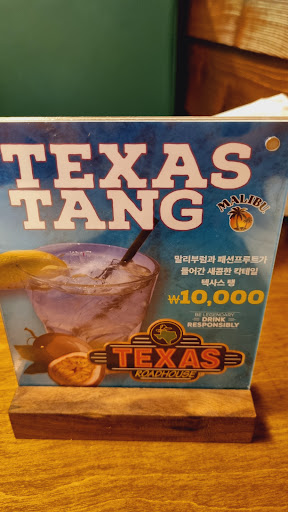 TEXAS
TANG
MALIBU
말리부럼과 패션프루트가
들어간 새콤한 칵테일
텍사스 탱
₩10,000
BE LEGENDARY
DRINK
RESPONSIBLY
TEXAS
ROADHOUSE